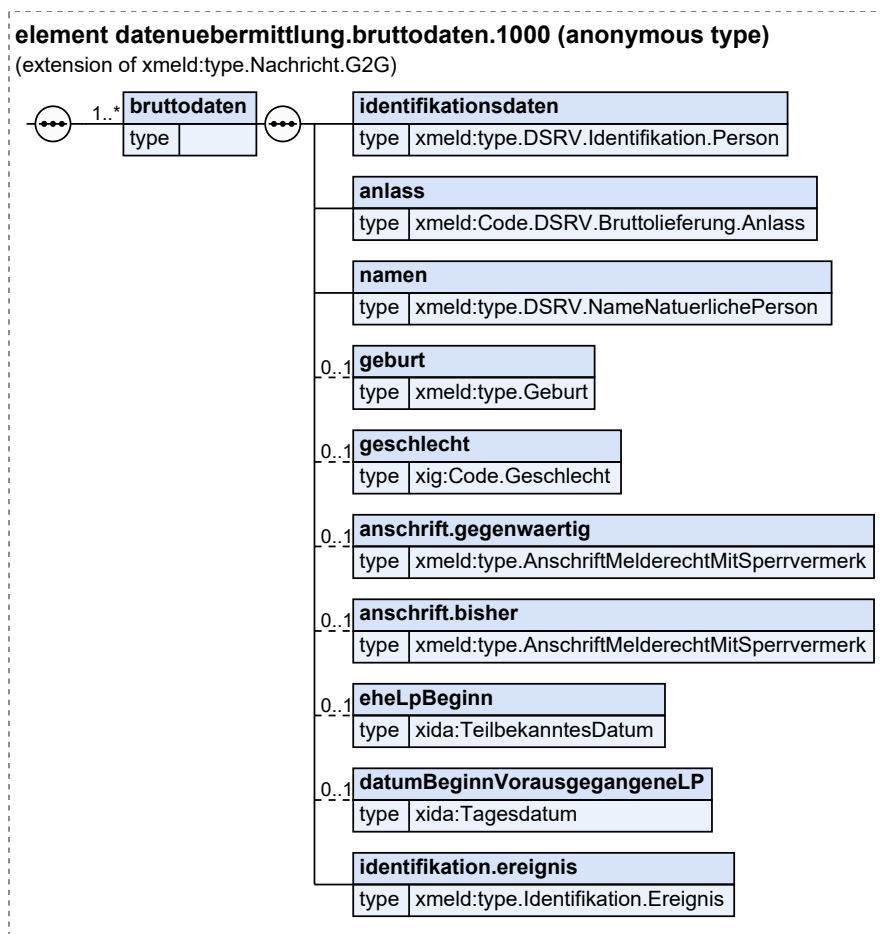 element datenuebermittlung.bruttodaten.1000 (anonymous type)
(extension of xmeld:type.Nachricht.G2G)
1..* bruttodaten
type
identifikationsdaten
type xmeld:type.DSRV.Identifikation.Person
anlass
type xmeld:Code.DSRV.Bruttolieferung.Anlass
namen
type xmeld:type.DSRV.NameNatuerlichePerson
0..1 geburt
type xmeld:type.Geburt
0..1 geschlecht
type xig:Code.Geschlecht
0..1 anschrift.gegenwaertig
type xmeld:type.AnschriftMelderechtMitSperrvermerk
0..1 anschrift.bisher
type xmeld:type.AnschriftMelderechtMitSperrvermerk
0..1 eheLpBeginn
type xida:TeilbekanntesDatum
0..1 datumBeginnVorausgegangeneLP
type xida:Tagesdatum
identifikation.ereignis
type xmeld:type.Identifikation.Ereignis